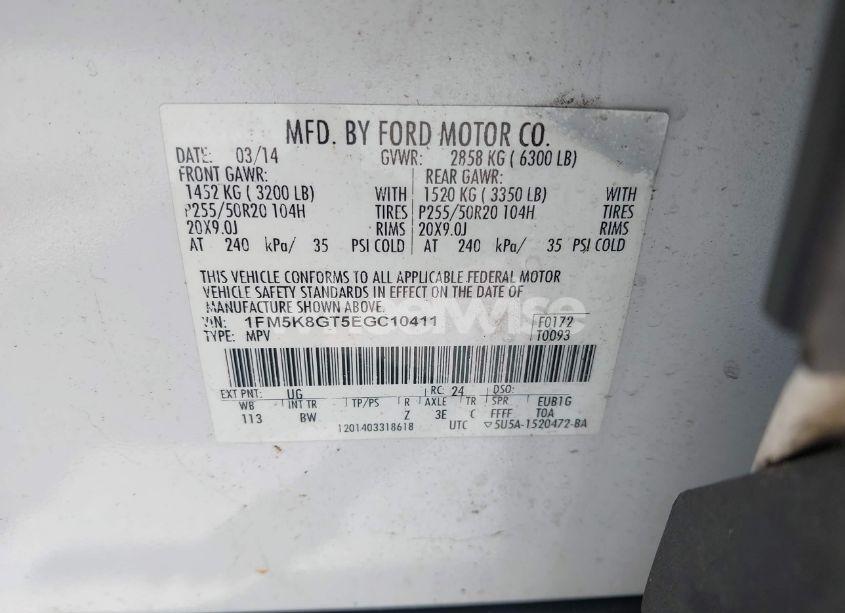 MFD. BY FORD MOTOR CO.
DATE: 03/14 GVWR: 2858 KG ( 6300 LB)
FRONT GAWR: REAR GAWR:
1452 KG ( 3200 LB) WITH 1520 KG ( 3350 LB) WITH
P255/50R20 104H TIRES P255/50R20 104H TIRES
20X9.0J RIMS 20X9.0J RIMS
AT 240 kPa/ 35 PSI COLD AT 240 kPa/ 35 PSI COLD
THIS VEHICLE CONFORMS TO ALL APPLICABLE FEDERAL MOTOR
VEHICLE SAFETY STANDARDS IN EFFECT ON THE DATE OF
MANUFACTURE SHOWN ABOVE.
VIN: 1FM5K8GT5EGC10411 F0172
TYPE: MPV T0093
EXT PNT: UG RC: 24 DSO:
WB INT TR TP/PS R AXLE TR SPR EUB1G
113 BW Z 3E C FFFF T0A
1201403318618 UTC ▽5U5A-1520472-BA